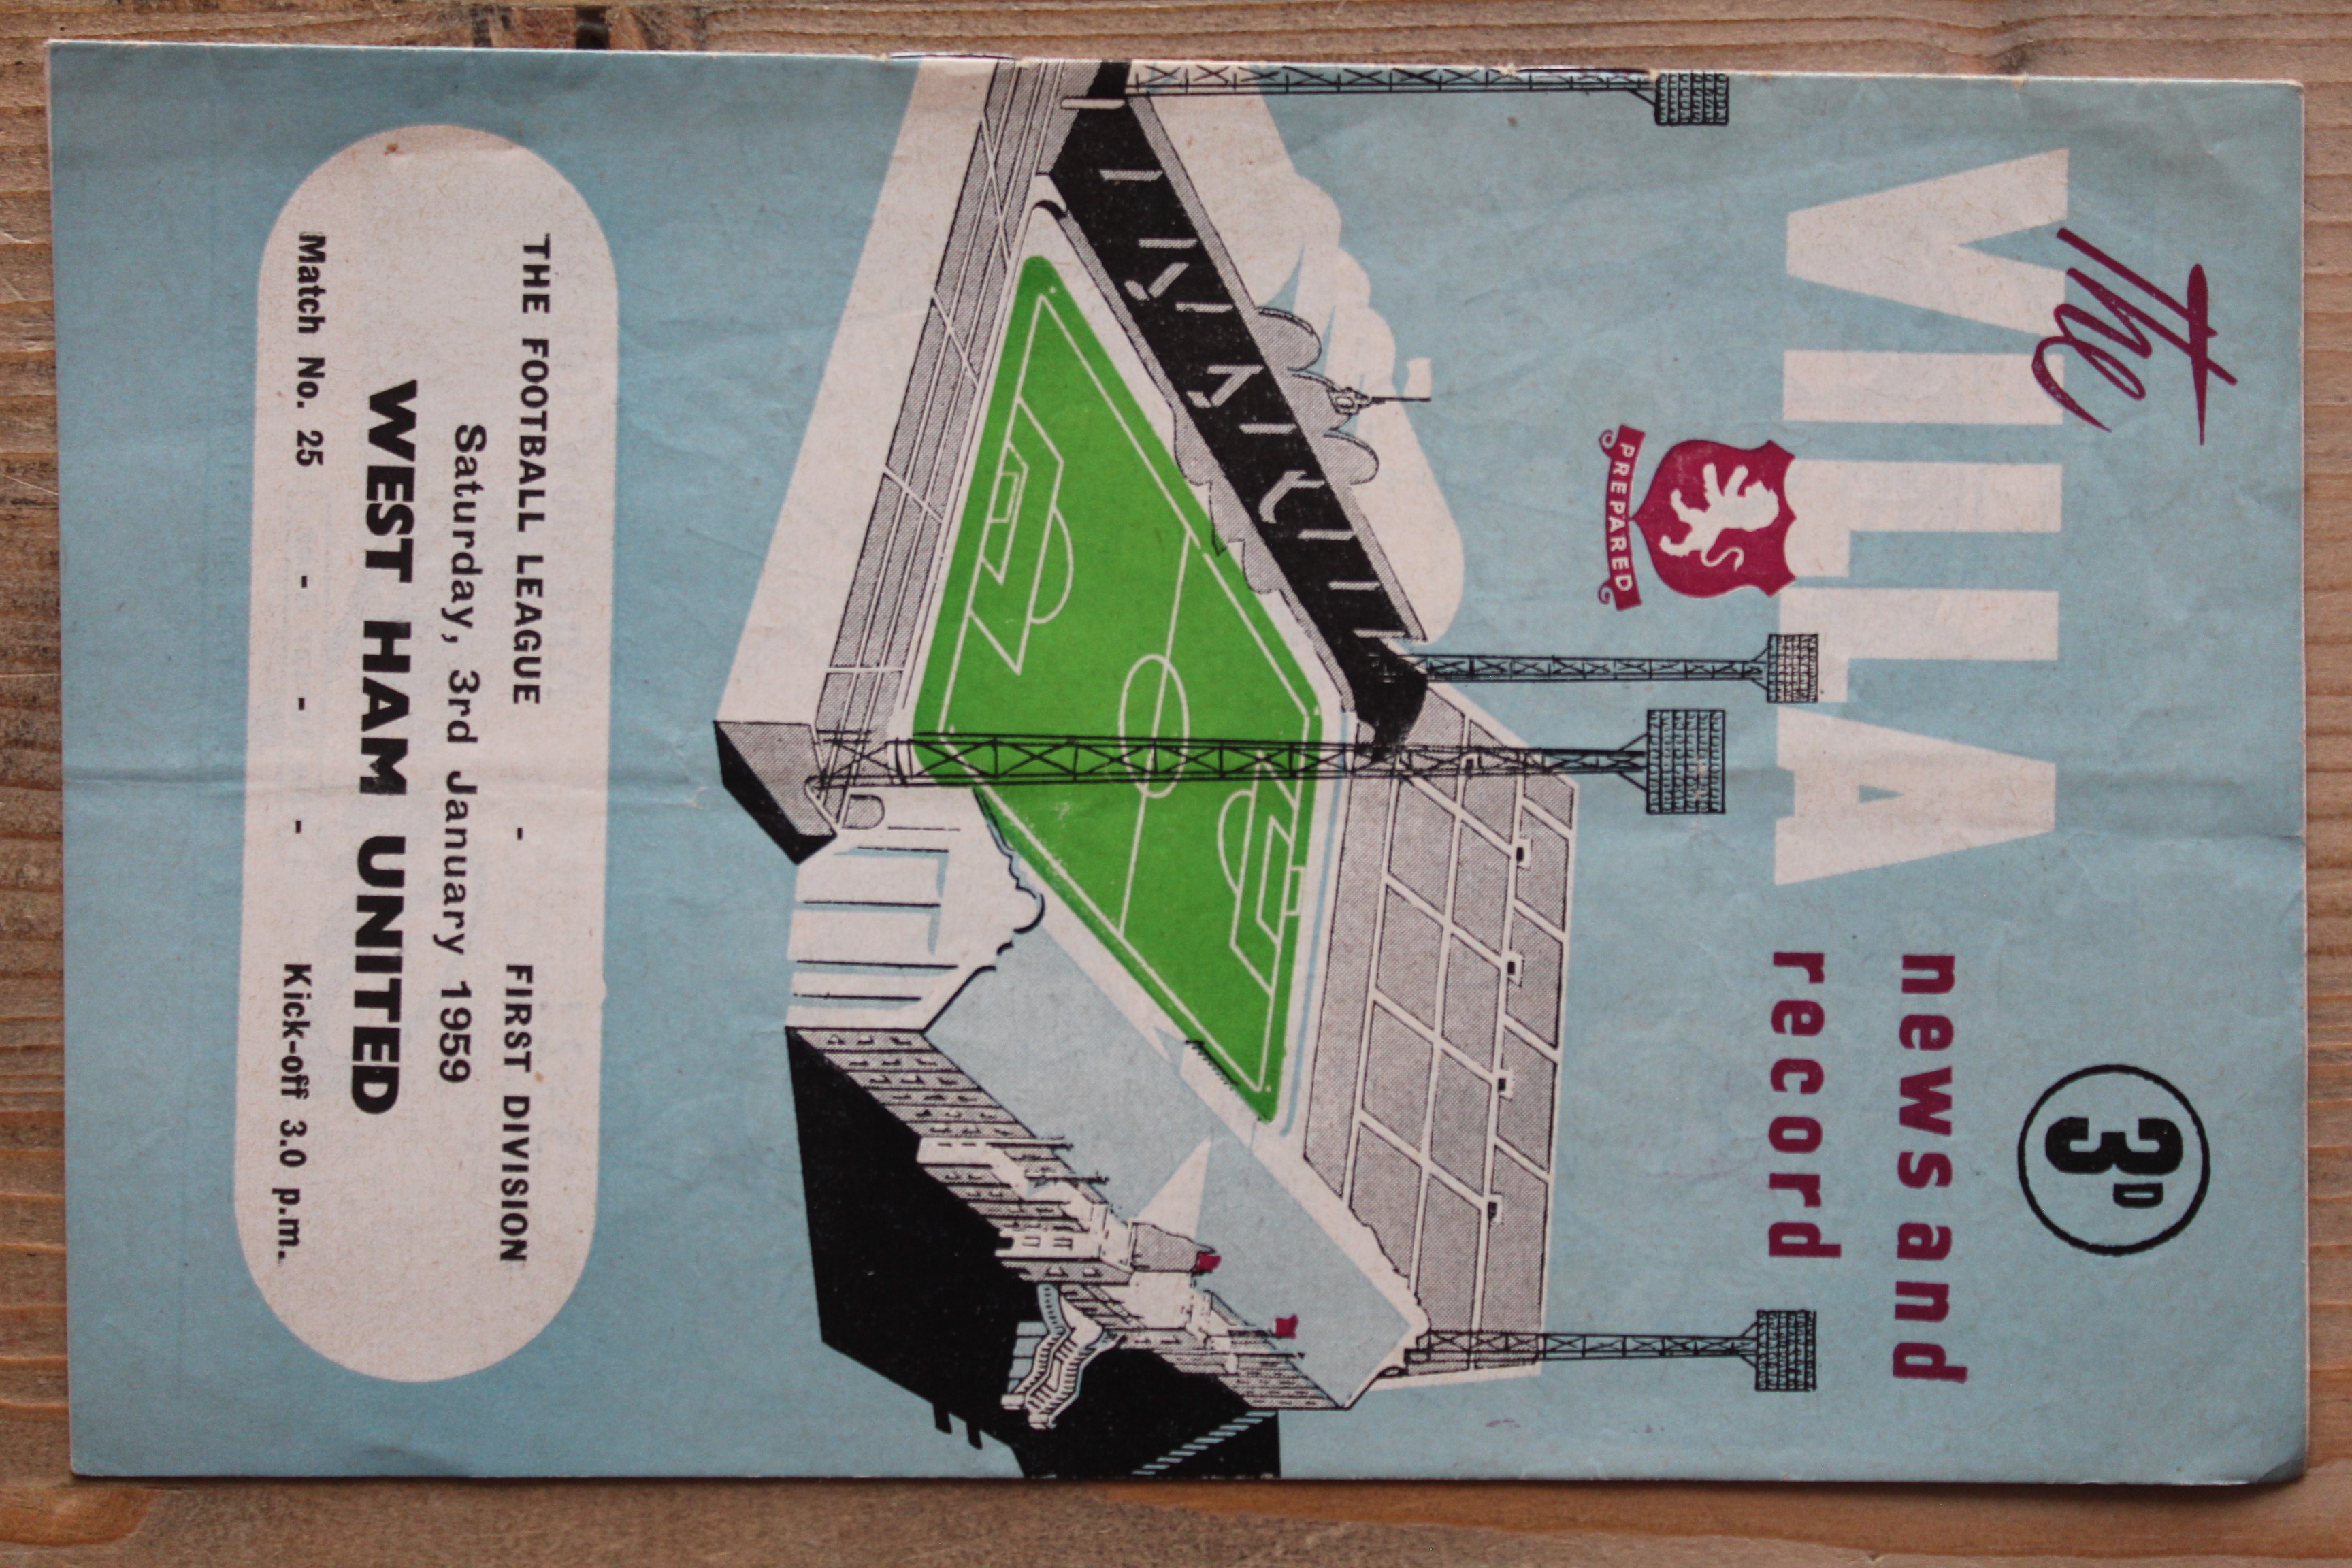 The
VILLA
news and
record
3D
PREPARED
THE FOOTBALL LEAGUE - FIRST DIVISION
Saturday, 3rd January 1959
WEST HAM UNITED
Match No. 25 - - - Kick-off 3.0 p.m.